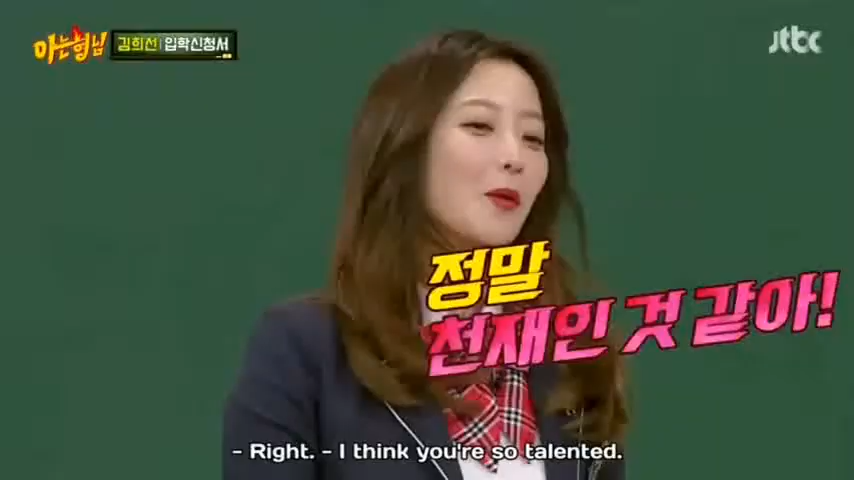 아는형님 김희선 입학신청서 jtbc
정말
천재인 것 같아!
- Right. - I think you're so talented.